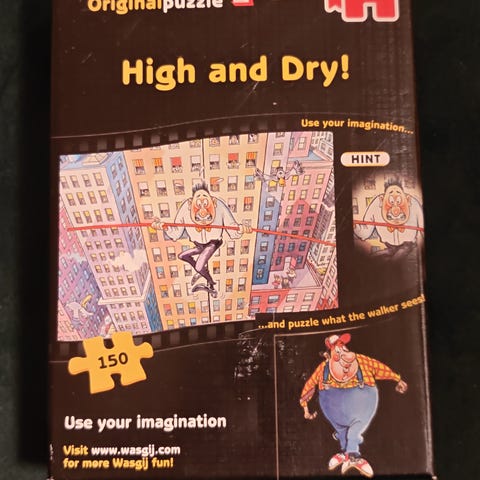 Originalpuzzle
High and Dry!
Use your imagination...
HINT
...and puzzle what the walker sees!
150
Use your imagination
Visit www.wasgij.com
for more Wasgij fun!